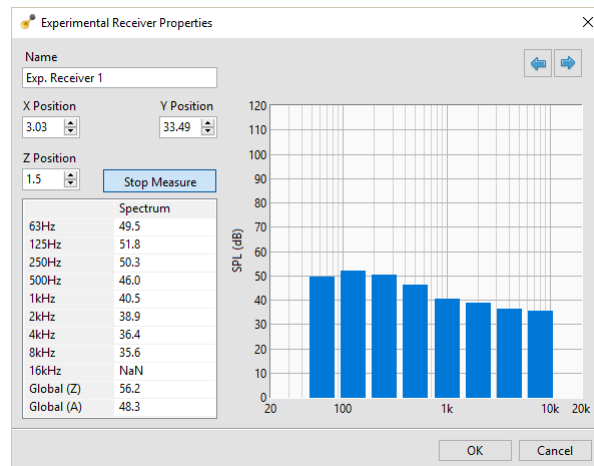 Experimental Receiver Properties
Name
Exp. Receiver 1
X Position Y Position
3.03 33.49
Z Position
1.5 Stop Measure
Spectrum
63Hz 49.5
125Hz 51.8
250Hz 50.3
500Hz 46.0
1kHz 40.5
2kHz 38.9
4kHz 36.4
8kHz 35.6
16kHz NaN
Global (Z) 56.2
Global (A) 48.3
SPL (dB)
120
110
100
90
80
70
60
50
40
30
20
10
0
20 100 1k 10k 20k
OK Cancel